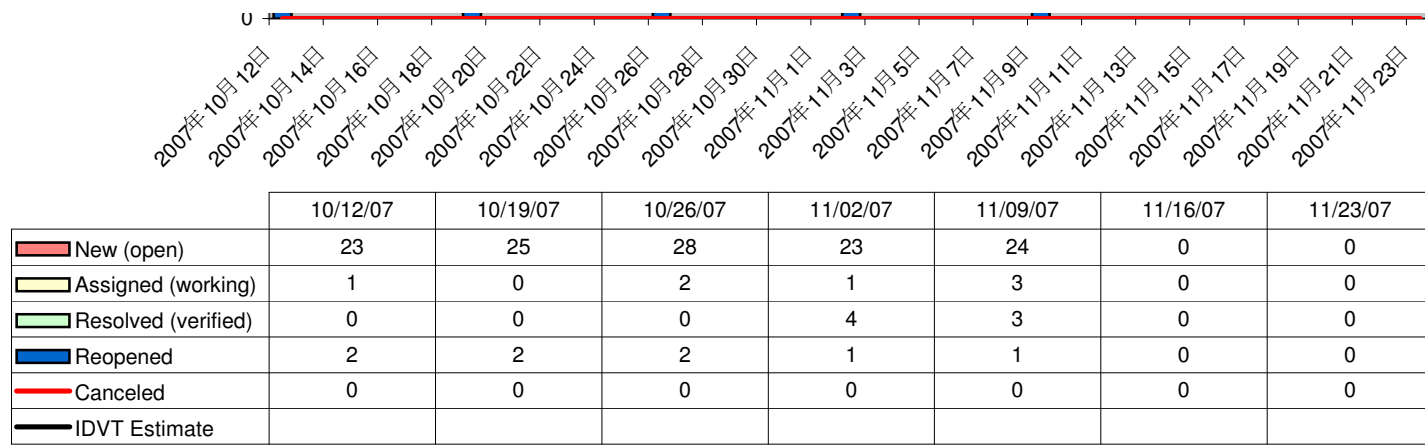 0
2007年10月12日
2007年10月14日
2007年10月16日
2007年10月18日
2007年10月20日
2007年10月22日
2007年10月24日
2007年10月26日
2007年10月28日
2007年10月30日
2007年11月1日
2007年11月3日
2007年11月5日
2007年11月7日
2007年11月9日
2007年11月11日
2007年11月13日
2007年11月15日
2007年11月17日
2007年11月19日
2007年11月21日
2007年11月23日
10/12/07 10/19/07 10/26/07 11/02/07 11/09/07 11/16/07 11/23/07
New (open) 23 25 28 23 24 0 0
Assigned (working) 1 0 2 1 3 0 0
Resolved (verified) 0 0 0 4 3 0 0
Reopened 2 2 2 1 1 0 0
Canceled 0 0 0 0 0 0 0
IDVT Estimate